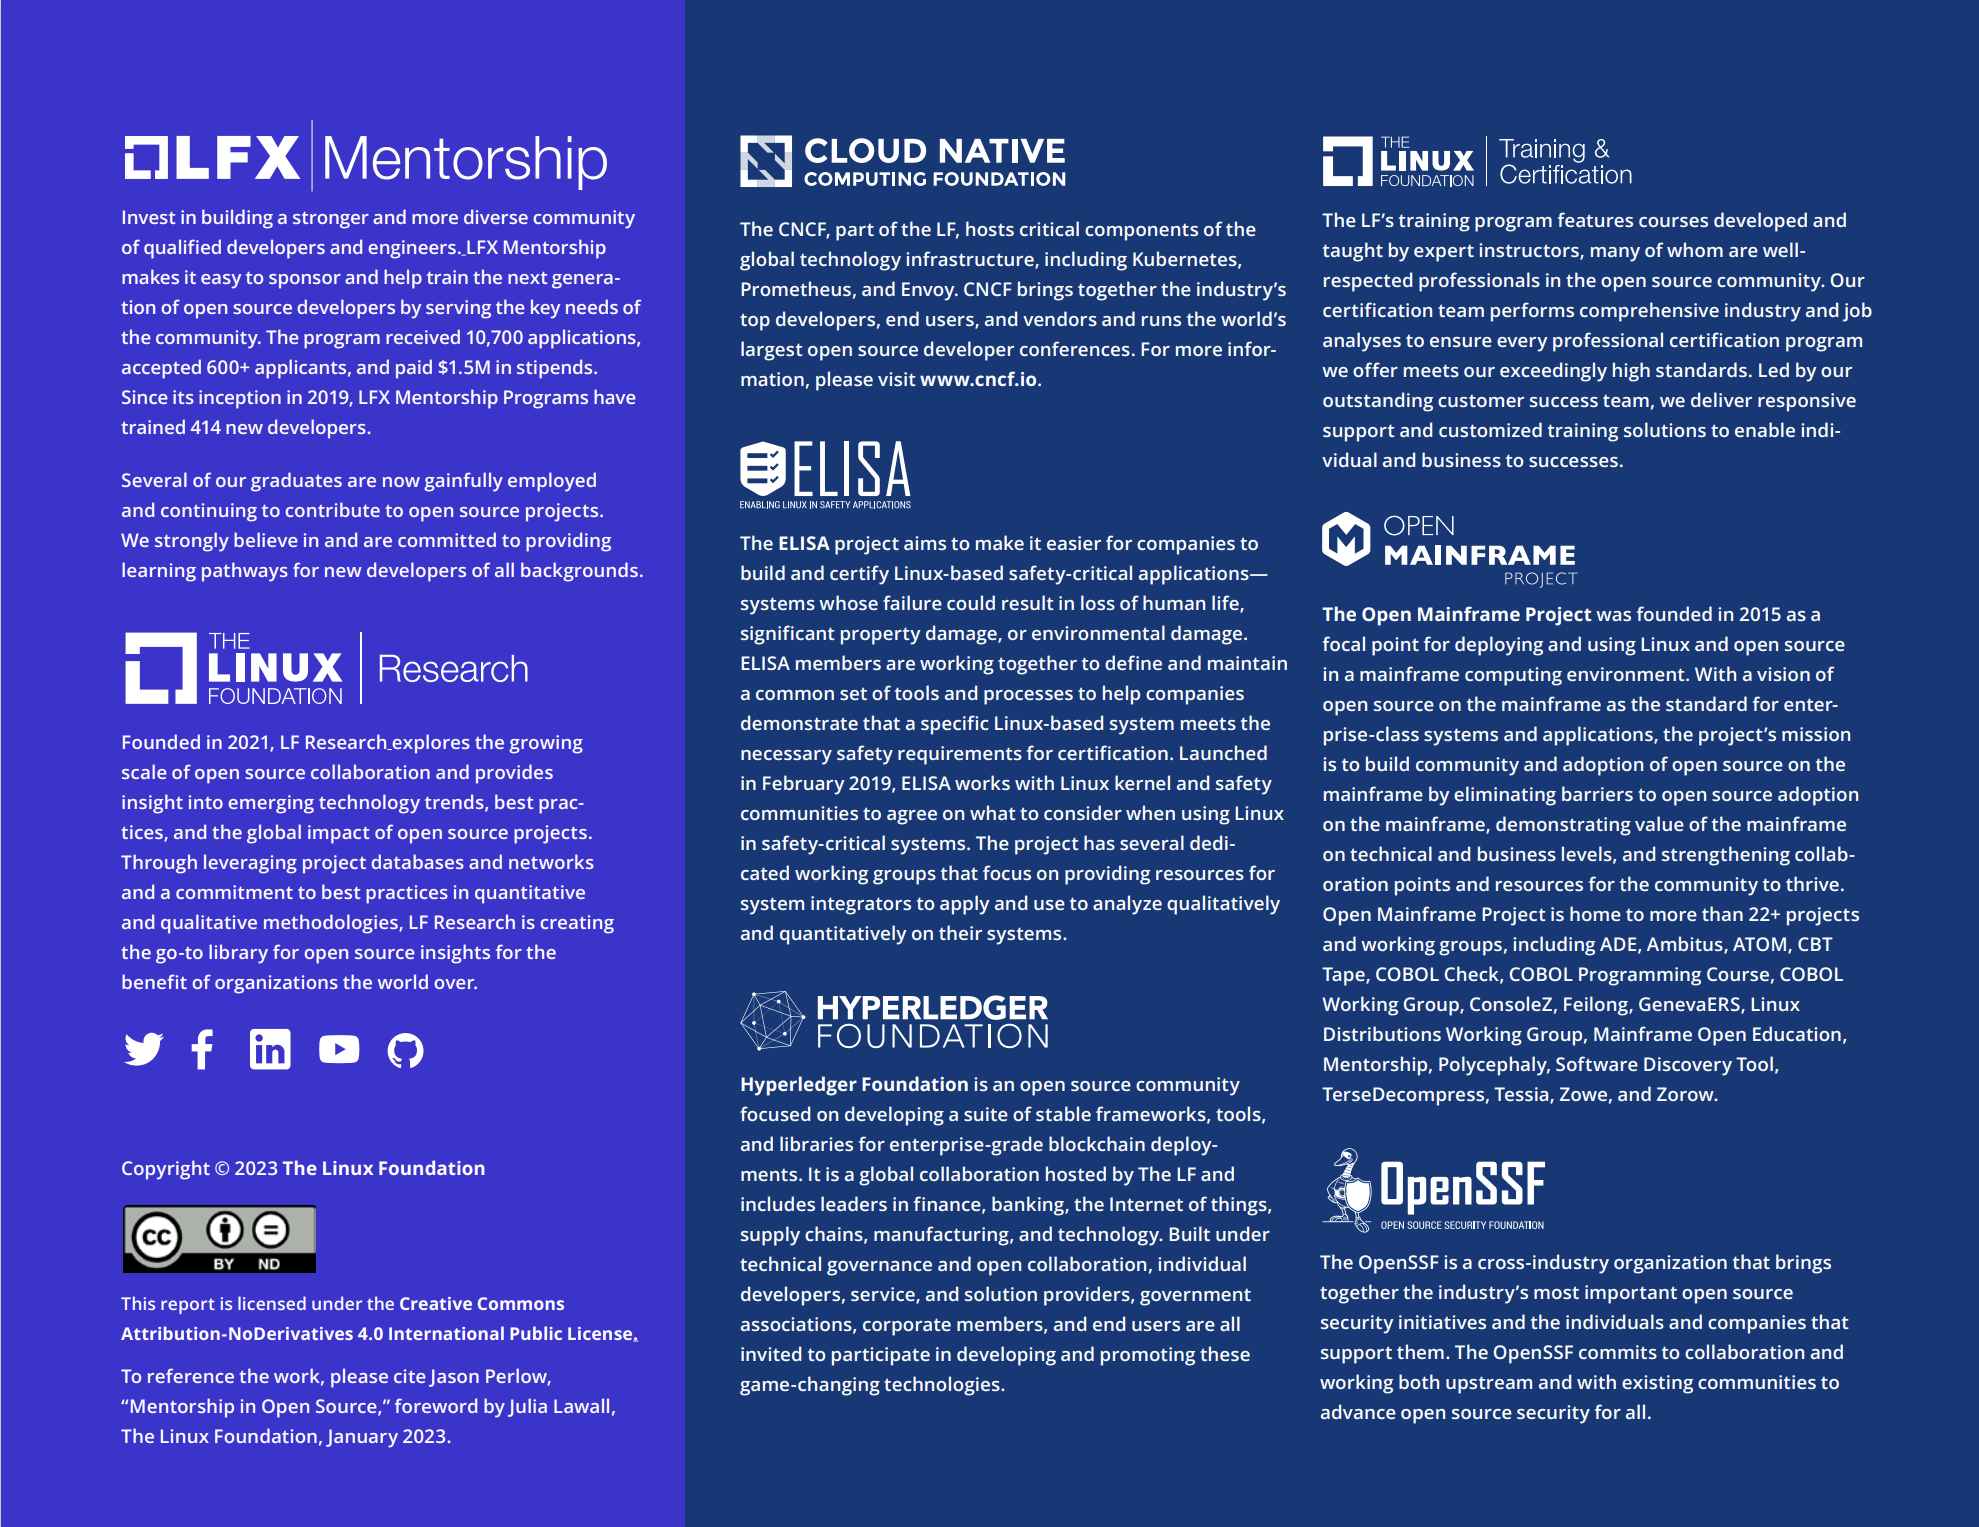 LFX Mentorship
Invest in building a stronger and more diverse community
of qualified developers and engineers. LFX Mentorship
makes it easy to sponsor and help train the next genera-
tion of open source developers by serving the key needs of
the community. The program received 10,700 applications,
accepted 600+ applicants, and paid $1.5M in stipends.
Since its inception in 2019, LFX Mentorship Programs have
trained 414 new developers.
Several of our graduates are now gainfully employed
and continuing to contribute to open source projects.
We strongly believe in and are committed to providing
learning pathways for new developers of all backgrounds.
THE
LINUX
FOUNDATION
Research
Founded in 2021, LF Research explores the growing
scale of open source collaboration and provides
insight into emerging technology trends, best prac-
tices, and the global impact of open source projects.
Through leveraging project databases and networks
and a commitment to best practices in quantitative
and qualitative methodologies, LF Research is creating
the go-to library for open source insights for the
benefit of organizations the world over.
in
Copyright © 2023 The Linux Foundation
cc
BY ND
This report is licensed under the Creative Commons
Attribution-NoDerivatives 4.0 International Public License.
To reference the work, please cite Jason Perlow,
“Mentorship in Open Source,” foreword by Julia Lawall,
The Linux Foundation, January 2023.
CLOUD NATIVE
COMPUTING FOUNDATION
The CNCF, part of the LF, hosts critical components of the
global technology infrastructure, including Kubernetes,
Prometheus, and Envoy. CNCF brings together the industry’s
top developers, end users, and vendors and runs the world’s
largest open source developer conferences. For more infor-
mation, please visit www.cncf.io.
ELISA
ENABLING LINUX IN SAFETY APPLICATIONS
The ELISA project aims to make it easier for companies to
build and certify Linux-based safety-critical applications—
systems whose failure could result in loss of human life,
significant property damage, or environmental damage.
ELISA members are working together to define and maintain
a common set of tools and processes to help companies
demonstrate that a specific Linux-based system meets the
necessary safety requirements for certification. Launched
in February 2019, ELISA works with Linux kernel and safety
communities to agree on what to consider when using Linux
in safety-critical systems. The project has several dedi-
cated working groups that focus on providing resources for
system integrators to apply and use to analyze qualitatively
and quantitatively on their systems.
HYPERLEDGER
FOUNDATION
Hyperledger Foundation is an open source community
focused on developing a suite of stable frameworks, tools,
and libraries for enterprise-grade blockchain deploy-
ments. It is a global collaboration hosted by The LF and
includes leaders in finance, banking, the Internet of things,
supply chains, manufacturing, and technology. Built under
technical governance and open collaboration, individual
developers, service, and solution providers, government
associations, corporate members, and end users are all
invited to participate in developing and promoting these
game-changing technologies.
THE
LINUX
FOUNDATION
Training &
Certification
The LF’s training program features courses developed and
taught by expert instructors, many of whom are well-
respected professionals in the open source community. Our
certification team performs comprehensive industry and job
analyses to ensure every professional certification program
we offer meets our exceedingly high standards. Led by our
outstanding customer success team, we deliver responsive
support and customized training solutions to enable indi-
vidual and business to successes.
OPEN
MAINFRAME
PROJECT
The Open Mainframe Project was founded in 2015 as a
focal point for deploying and using Linux and open source
in a mainframe computing environment. With a vision of
open source on the mainframe as the standard for enter-
prise-class systems and applications, the project’s mission
is to build community and adoption of open source on the
mainframe by eliminating barriers to open source adoption
on the mainframe, demonstrating value of the mainframe
on technical and business levels, and strengthening collab-
oration points and resources for the community to thrive.
Open Mainframe Project is home to more than 22+ projects
and working groups, including ADE, Ambitus, ATOM, CBT
Tape, COBOL Check, COBOL Programming Course, COBOL
Working Group, ConsoleZ, Feilong, GenevaERS, Linux
Distributions Working Group, Mainframe Open Education,
Mentorship, Polycephaly, Software Discovery Tool,
TerseDecompress, Tessia, Zowe, and Zorow.
OpenSSF
OPEN SOURCE SECURITY FOUNDATION
The OpenSSF is a cross-industry organization that brings
together the industry’s most important open source
security initiatives and the individuals and companies that
support them. The OpenSSF commits to collaboration and
working both upstream and with existing communities to
advance open source security for all.